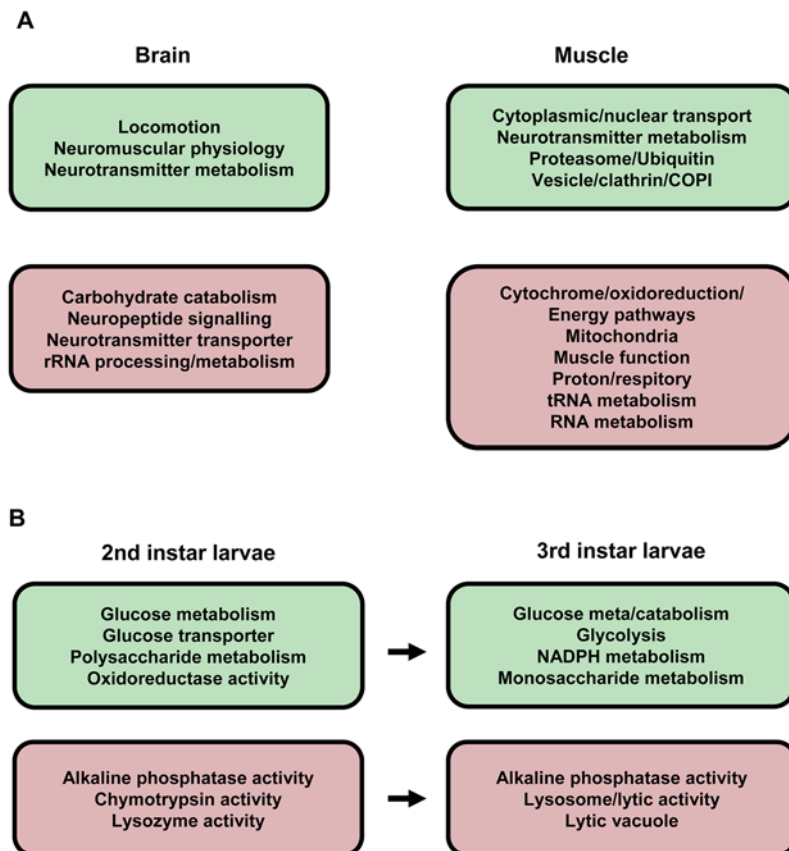 A
Brain
Muscle
Locomotion
Neuromuscular physiology
Neurotransmitter metabolism
Cytoplasmic/nuclear transport
Neurotransmitter metabolism
Proteasome/Ubiquitin
Vesicle/clathrin/COPI
Carbohydrate catabolism
Neuropeptide signalling
Neurotransmitter transporter
rRNA processing/metabolism
Cytochrome/oxidoreduction/
Energy pathways
Mitochondria
Muscle function
Proton/respitory
tRNA metabolism
RNA metabolism
B
2nd instar larvae
3rd instar larvae
Glucose metabolism
Glucose transporter
Polysaccharide metabolism
Oxidoreductase activity
Glucose meta/catabolism
Glycolysis
NADPH metabolism
Monosaccharide metabolism
Alkaline phosphatase activity
Chymotrypsin activity
Lysozyme activity
Alkaline phosphatase activity
Lysosome/lytic activity
Lytic vacuole